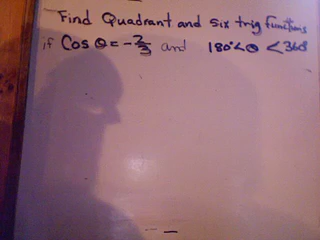 Find Quadrant and six trig functions
if Cos θ = -2/3 and 180° < θ < 360